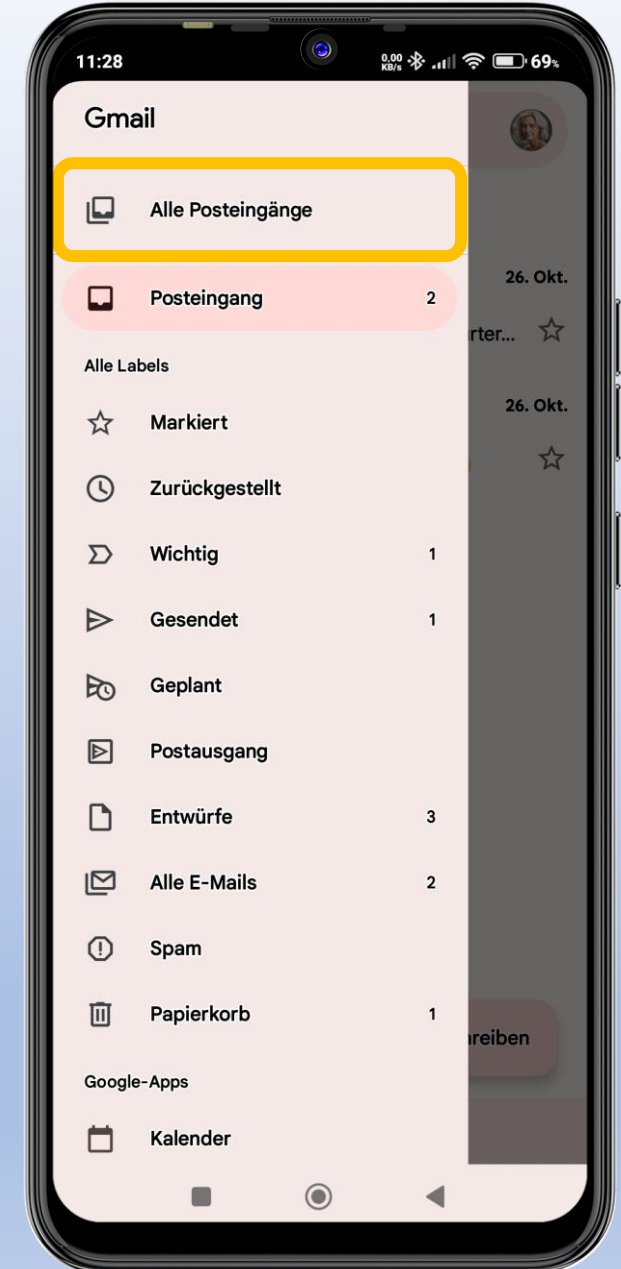 11:28
0,00 KB/s
69%
Gmail
Alle Posteingänge
26. Okt.
Posteingang 2
rter...
Alle Labels
26. Okt.
Markiert
Zurückgestellt
Wichtig 1
Gesendet 1
Geplant
Postausgang
Entwürfe 3
Alle E-Mails 2
Spam
Papierkorb 1
reiben
Google-Apps
Kalender